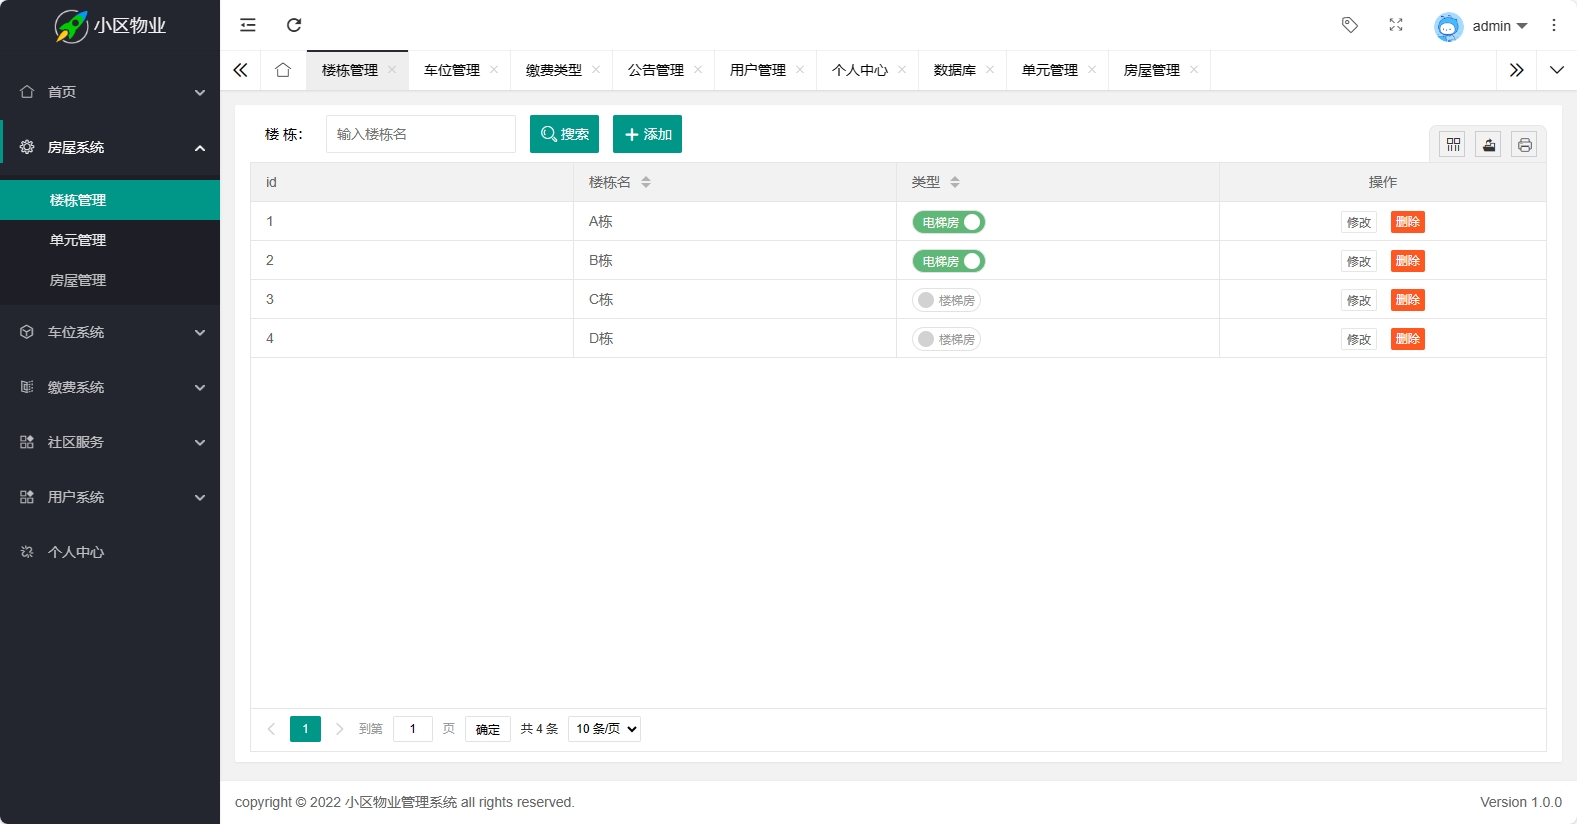 小区物业
admin
楼栋管理 车位管理 缴费类型 公告管理 用户管理 个人中心 数据库 单元管理 房屋管理
首页
房屋系统
楼栋管理
单元管理
房屋管理
车位系统
缴费系统
社区服务
用户系统
个人中心
楼 栋： 输入楼栋名 搜索 添加
id 楼栋名 类型 操作
1 A栋 电梯房 修改 删除
2 B栋 电梯房 修改 删除
3 C栋 楼梯房 修改 删除
4 D栋 楼梯房 修改 删除
1 到第 1 页 确定 共 4 条 10 条/页
copyright © 2022 小区物业管理系统 all rights reserved. Version 1.0.0